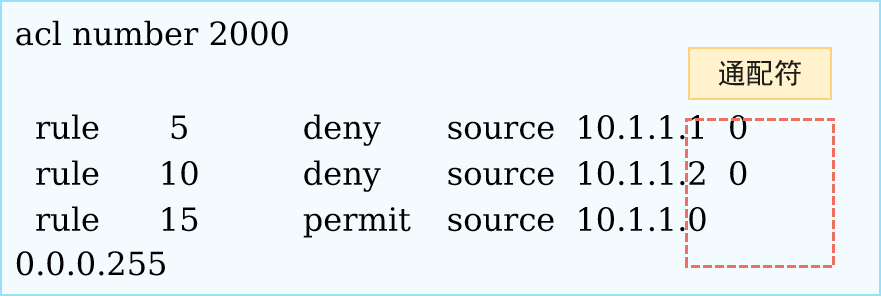 acl number 2000
通配符
rule 5 deny source 10.1.1.1 0
rule 10 deny source 10.1.1.2 0
rule 15 permit source 10.1.1.0
0.0.0.255